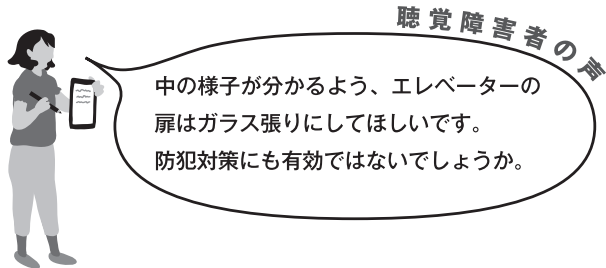 聴覚障害者の声
中の様子が分かるよう、エレベーターの
扉はガラス張りにしてほしいです。
防犯対策にも有効ではないでしょうか。